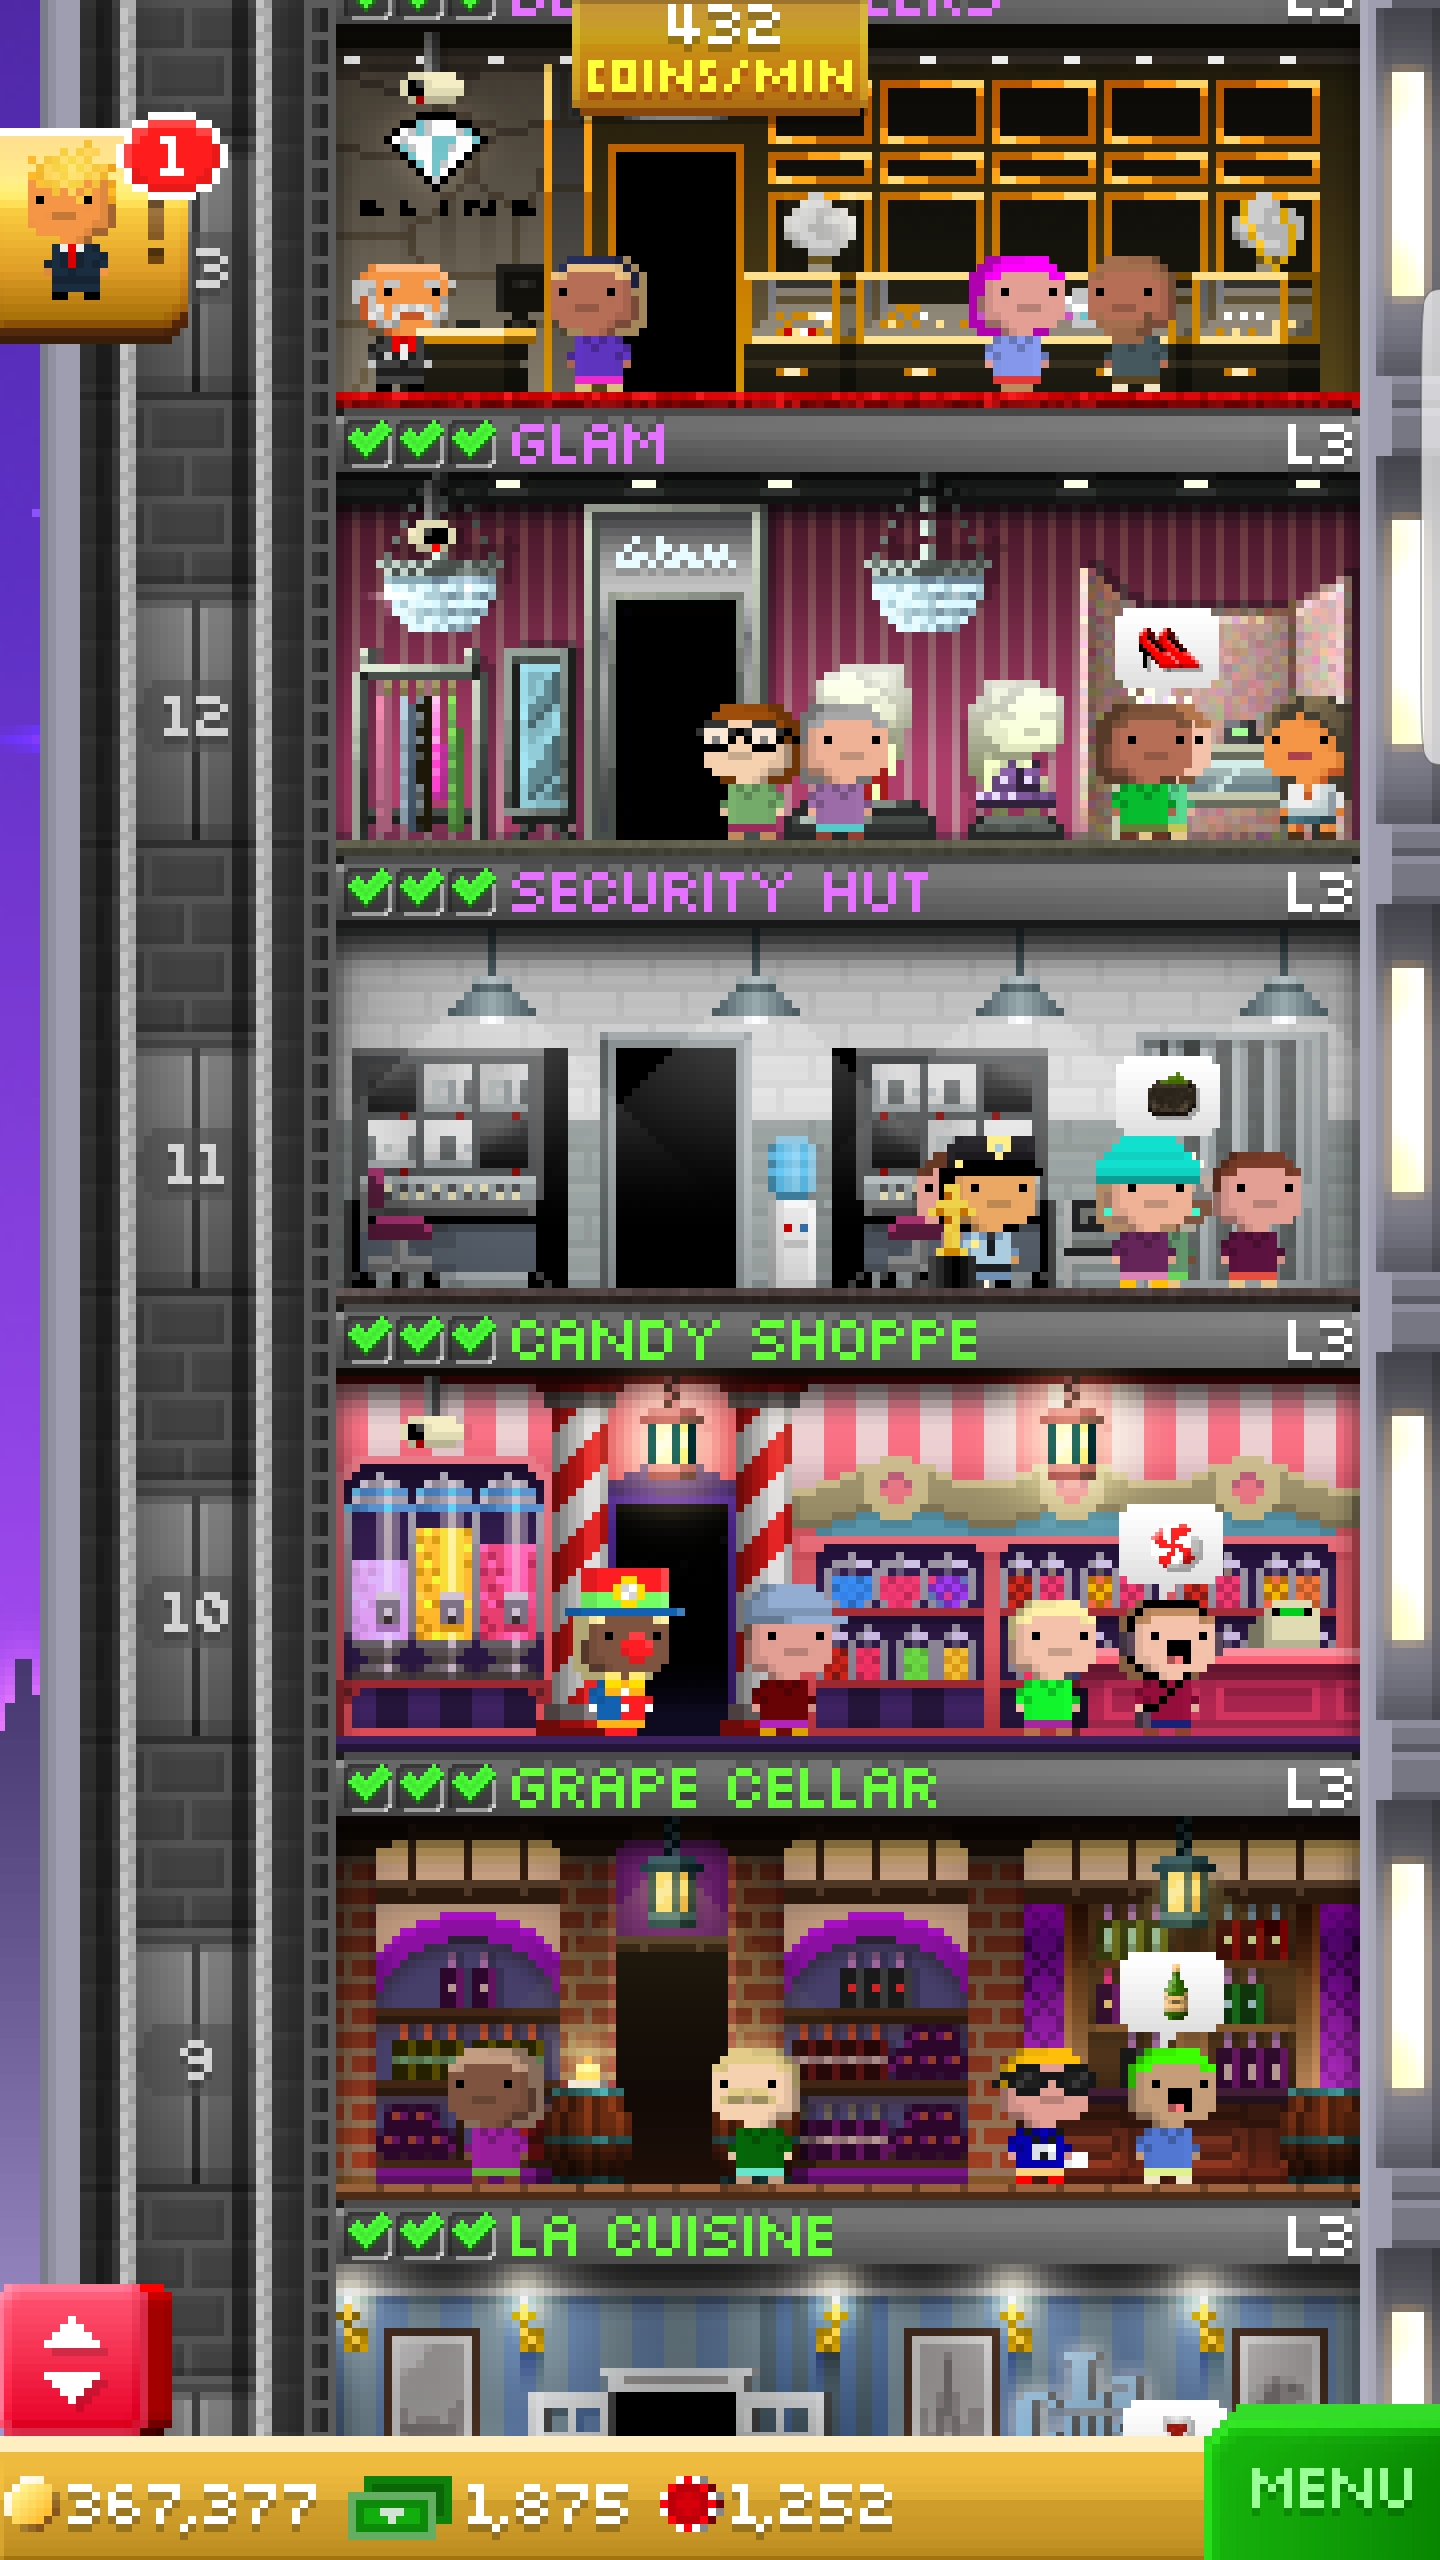 L3
432
COINS/MIN
1
GLAM L3
Glam
12
SECURITY HUT L3
11
CANDY SHOPPE L3
10
GRAPE CELLAR L3
9
LA CUISINE L3
367,377 1,875 1,252
MENU